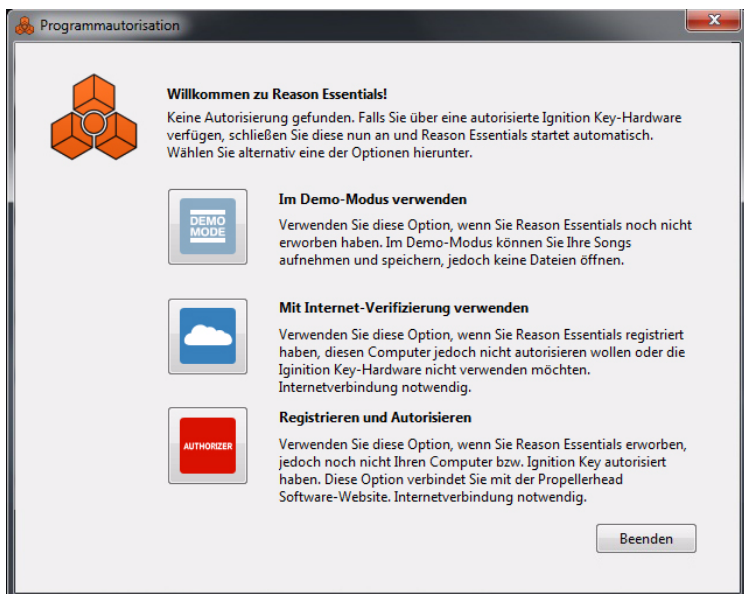 Programmautorisation
Willkommen zu Reason Essentials!
Keine Autorisierung gefunden. Falls Sie über eine autorisierte Ignition Key-Hardware
verfügen, schließen Sie diese nun an und Reason Essentials startet automatisch.
Wählen Sie alternativ eine der Optionen hierunter.
DEMO
MODE
Im Demo-Modus verwenden
Verwenden Sie diese Option, wenn Sie Reason Essentials noch nicht
erworben haben. Im Demo-Modus können Sie Ihre Songs
aufnehmen und speichern, jedoch keine Dateien öffnen.
Mit Internet-Verifizierung verwenden
Verwenden Sie diese Option, wenn Sie Reason Essentials registriert
haben, diesen Computer jedoch nicht autorisieren wollen oder die
Iginition Key-Hardware nicht verwenden möchten.
Internetverbindung notwendig.
AUTHORIZER
Registrieren und Autorisieren
Verwenden Sie diese Option, wenn Sie Reason Essentials erworben,
jedoch noch nicht Ihren Computer bzw. Ignition Key autorisiert
haben. Diese Option verbindet Sie mit der Propellerhead
Software-Website. Internetverbindung notwendig.
Beenden